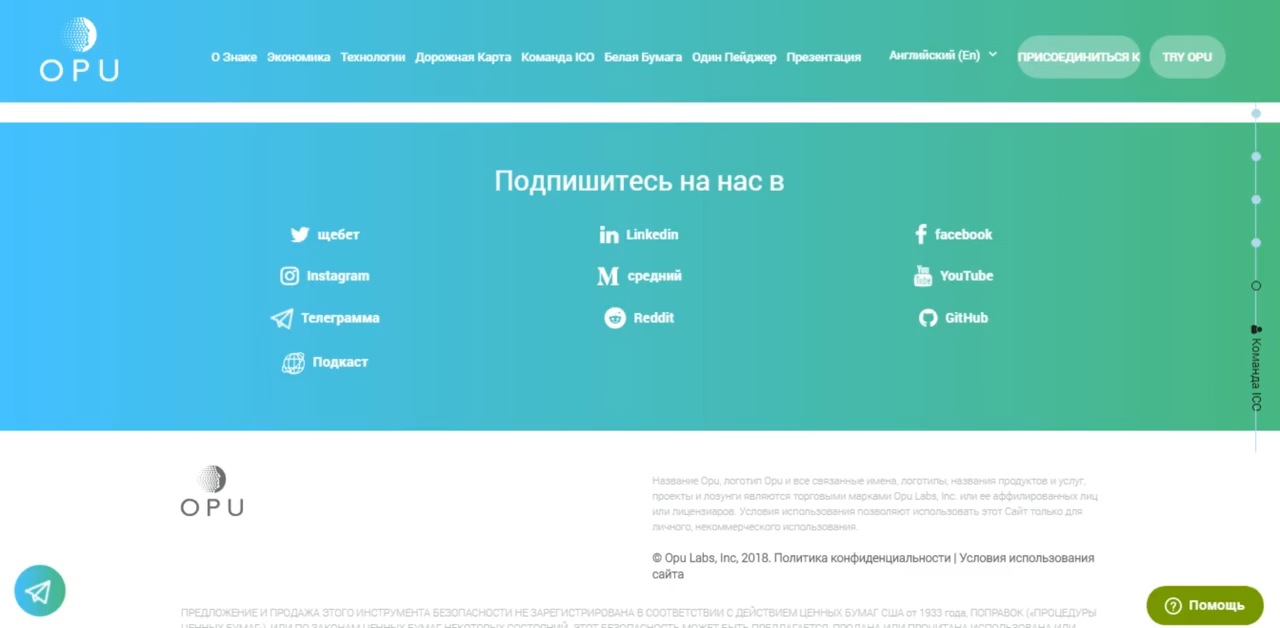 OPU
О Знаке Экономика Технологии Дорожная Карта Команда ICO Белая Бумага Один Пейджер Презентация Английский (En) ПРИСОЕДИНИТЬСЯ К TRY OPU
Подпишитесь на нас в
щебет Linkedin facebook
Instagram средний YouTube
Телеграмма Reddit GitHub
Подкаст
Команда ICC
OPU
Название Opu, логотип Opu и все связанные имена, логотипы, названия продуктов и услуг,
проекты и лозунги являются торговыми марками Opu Labs, Inc. или ее аффилированных лиц
или лицензиаров. Условия использования позволяют использовать этот Сайт только для
личного, некоммерческого использования.
© Opu Labs, Inc, 2018. Политика конфиденциальности | Условия использования
сайта
Помощь
ПРЕДЛОЖЕНИЕ И ПРОДАЖА ЭТОГО ИНСТРУМЕНТА БЕЗОПАСНОСТИ НЕ ЗАРЕГИСТРИРОВАНА В СООТВЕТСТВИИ С ДЕЙСТВИЕМ ЦЕННЫХ БУМАГ США от 1933 года, ПОПРАВОК («ПРОЦЕДУРЫ